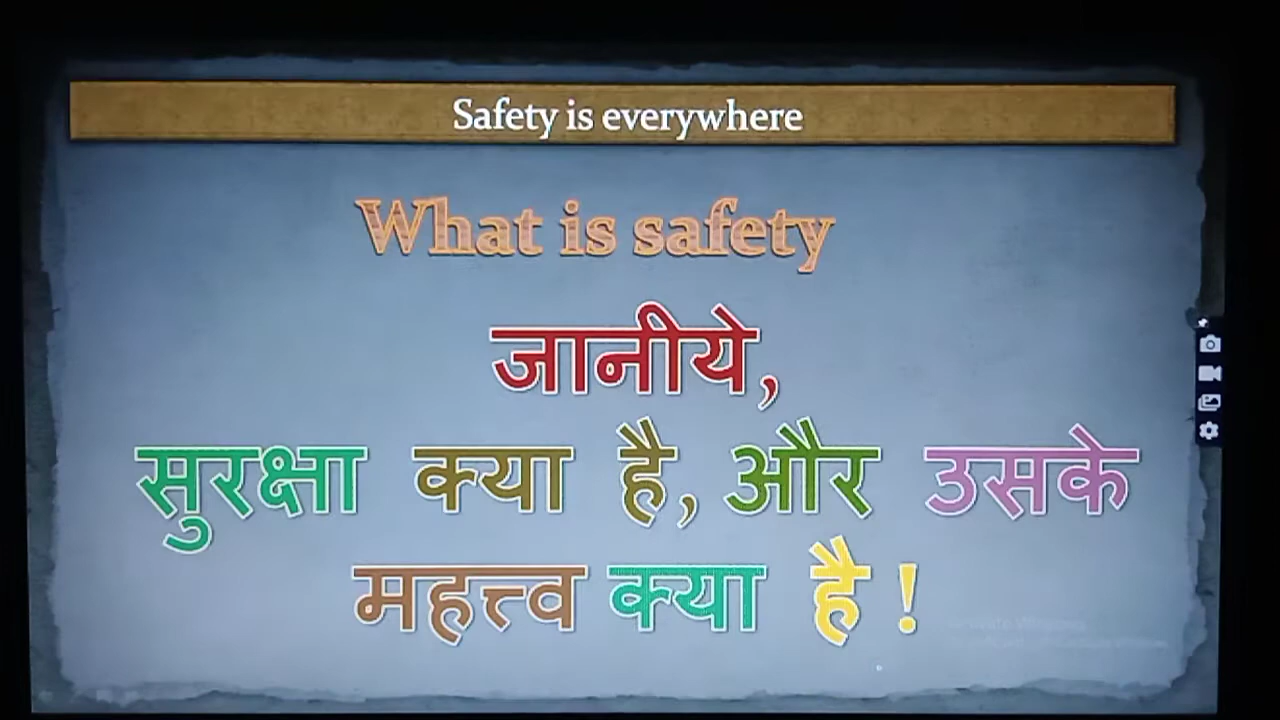 Safety is everywhere
What is safety
जानीये,
सुरक्षा क्या है, और उसके
महत्त्व क्या है !